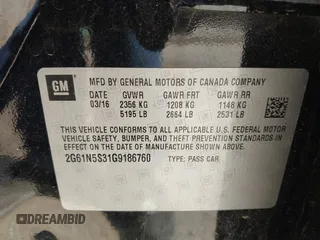 GM
MFD BY GENERAL MOTORS OF CANADA COMPANY
DATE GVWR GAWR FRT GAWR RR
03/16 2356 KG 1208 KG 1148 KG
5195 LB 2664 LB 2531 LB
THIS VEHICLE CONFORMS TO ALL APPLICABLE U.S. FEDERAL MOTOR
VEHICLE SAFETY, BUMPER, AND THEFT PREVENTION STANDARDS
IN EFFECT ON THE DATE OF MANUFACTURE SHOWN ABOVE.
2G61N5S31G9186760 TYPE: PASS CAR
DREAMBID